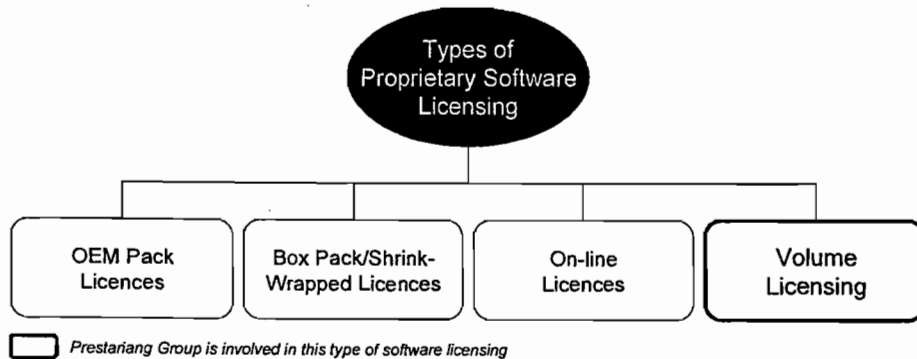 Types of
Proprietary Software
Licensing
OEM Pack
Licences
Box Pack/Shrink-
Wrapped Licences
On-line
Licences
Volume
Licensing
Prestariang Group is involved in this type of software licensing